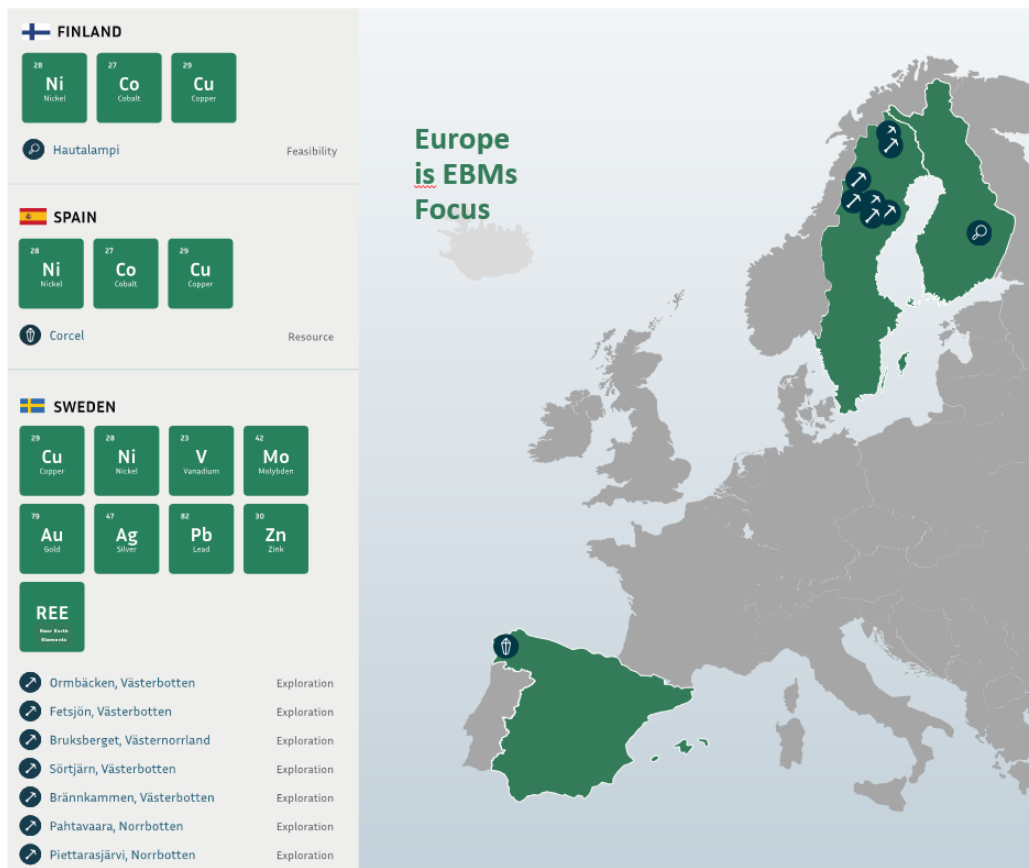 FINLAND
28
Ni
Nickel
27
Co
Cobalt
29
Cu
Copper
Hautalampi Feasibility
SPAIN
28
Ni
Nickel
27
Co
Cobalt
29
Cu
Copper
Corcel Resource
SWEDEN
29
Cu
Copper
28
Ni
Nickel
23
V
Vanadium
42
Mo
Molybden
79
Au
Gold
47
Ag
Silver
82
Pb
Lead
30
Zn
Zink
REE
Raer Earth
Elements
Ormbäcken, Västerbotten Exploration
Fetsjön, Västerbotten Exploration
Bruksberget, Västernorrland Exploration
Sörtjärn, Västerbotten Exploration
Brännkammen, Västerbotten Exploration
Pahtavaara, Norrbotten Exploration
Piettarasjärvi, Norrbotten Exploration
Europe
is EBMs
Focus